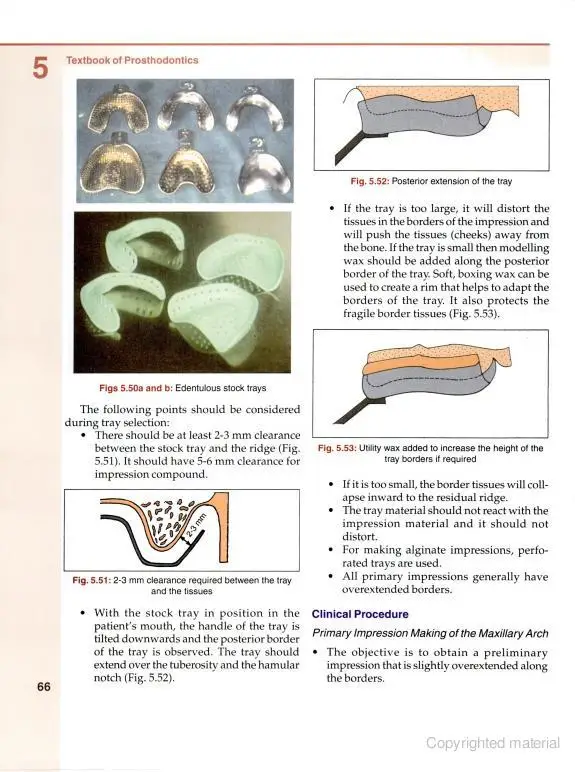 5
Textbook of Prosthodontics
Figs 5.50a and b: Edentulous stock trays
The following points should be considered
during tray selection:
• There should be at least 2-3 mm clearance
between the stock tray and the ridge (Fig.
5.51). It should have 5-6 mm clearance for
impression compound.
2-3 mm
Fig. 5.51: 2-3 mm clearance required between the tray
and the tissues
• With the stock tray in position in the
patient's mouth, the handle of the tray is
tilted downwards and the posterior border
of the tray is observed. The tray should
extend over the tuberosity and the hamular
notch (Fig. 5.52).
66
Fig. 5.52: Posterior extension of the tray
• If the tray is too large, it will distort the
tissues in the borders of the impression and
will push the tissues (cheeks) away from
the bone. If the tray is small then modelling
wax should be added along the posterior
border of the tray. Soft, boxing wax can be
used to create a rim that helps to adapt the
borders of the tray. It also protects the
fragile border tissues (Fig. 5.53).
Fig. 5.53: Utility wax added to increase the height of the
tray borders if required
• If it is too small, the border tissues will coll-
apse inward to the residual ridge.
• The tray material should not react with the
impression material and it should not
distort.
• For making alginate impressions, perfo-
rated trays are used.
• All primary impressions generally have
overextended borders.
Clinical Procedure
Primary Impression Making of the Maxillary Arch
• The objective is to obtain a preliminary
impression that is slightly overextended along
the borders.
Copyrighted material